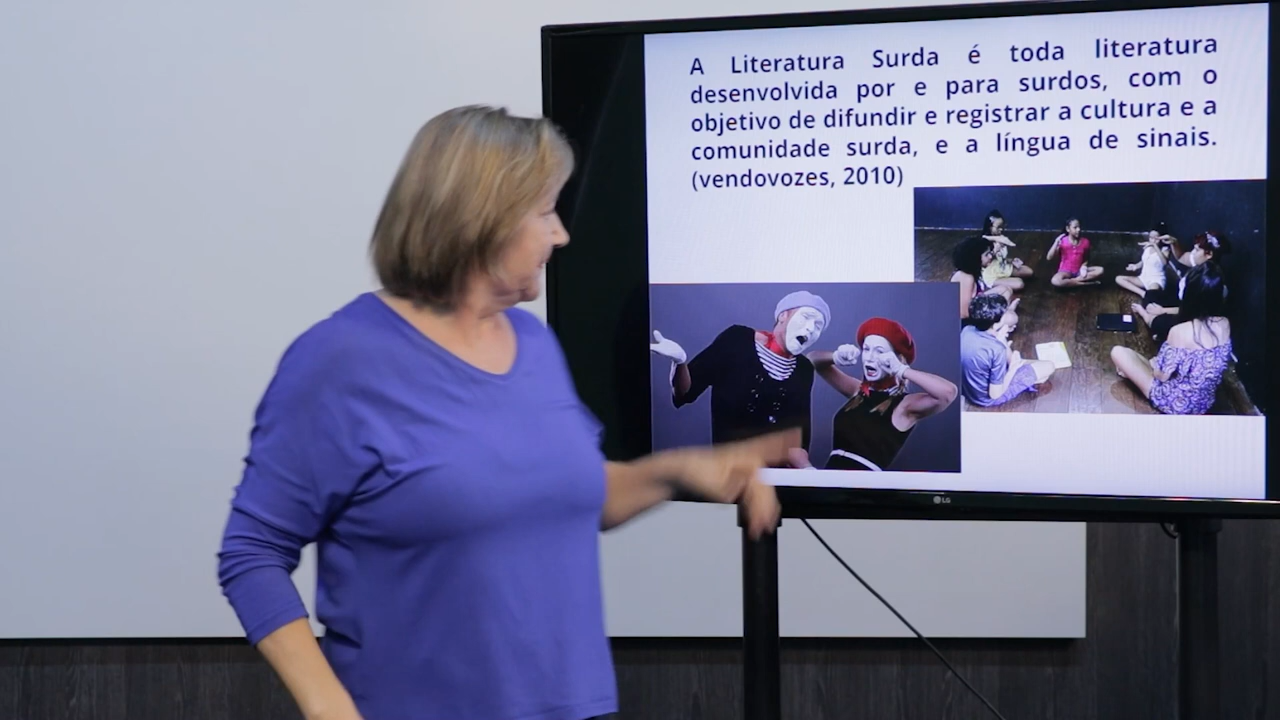 A Literatura Surda é toda literatura
desenvolvida por e para surdos, com o
objetivo de difundir e registrar a cultura e a
comunidade surda, e a língua de sinais.
(vendovozes, 2010)
LG